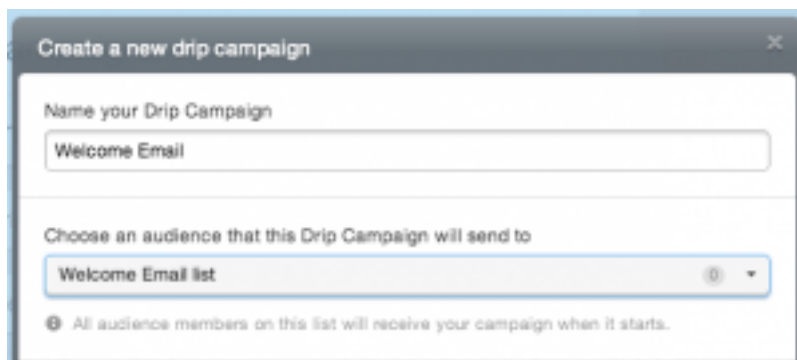 Create a new drip campaign
Name your Drip Campaign
Welcome Email
Choose an audience that this Drip Campaign will send to
Welcome Email list 0
All audience members on this list will receive your campaign when it starts.